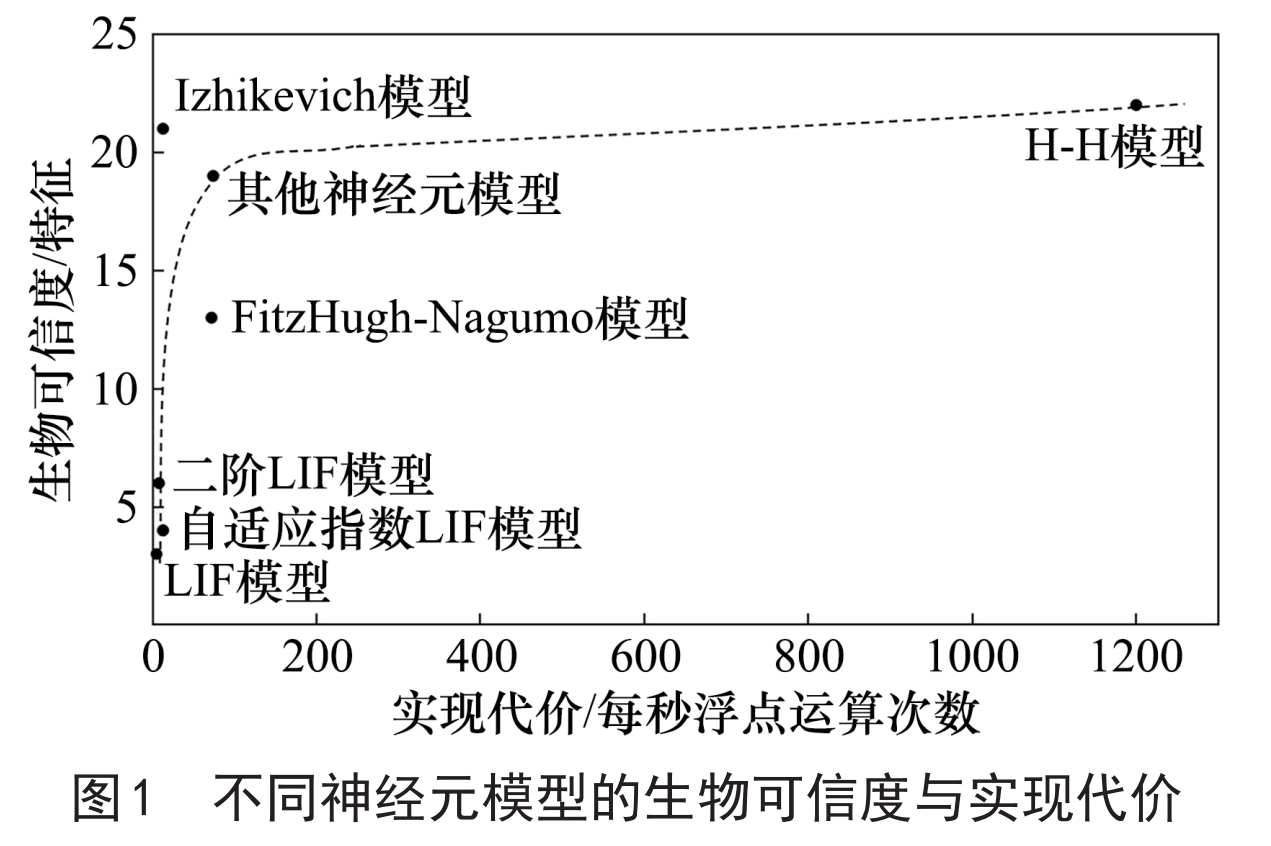 25
Izhikevich模型
20
H-H模型
其他神经元模型
15
FitzHugh-Nagumo模型
10
二阶LIF模型
5
自适应指数LIF模型
LIF模型
生物可信度/特征
0 200 400 600 800 1000 1200
实现代价/每秒浮点运算次数
图1 不同神经元模型的生物可信度与实现代价